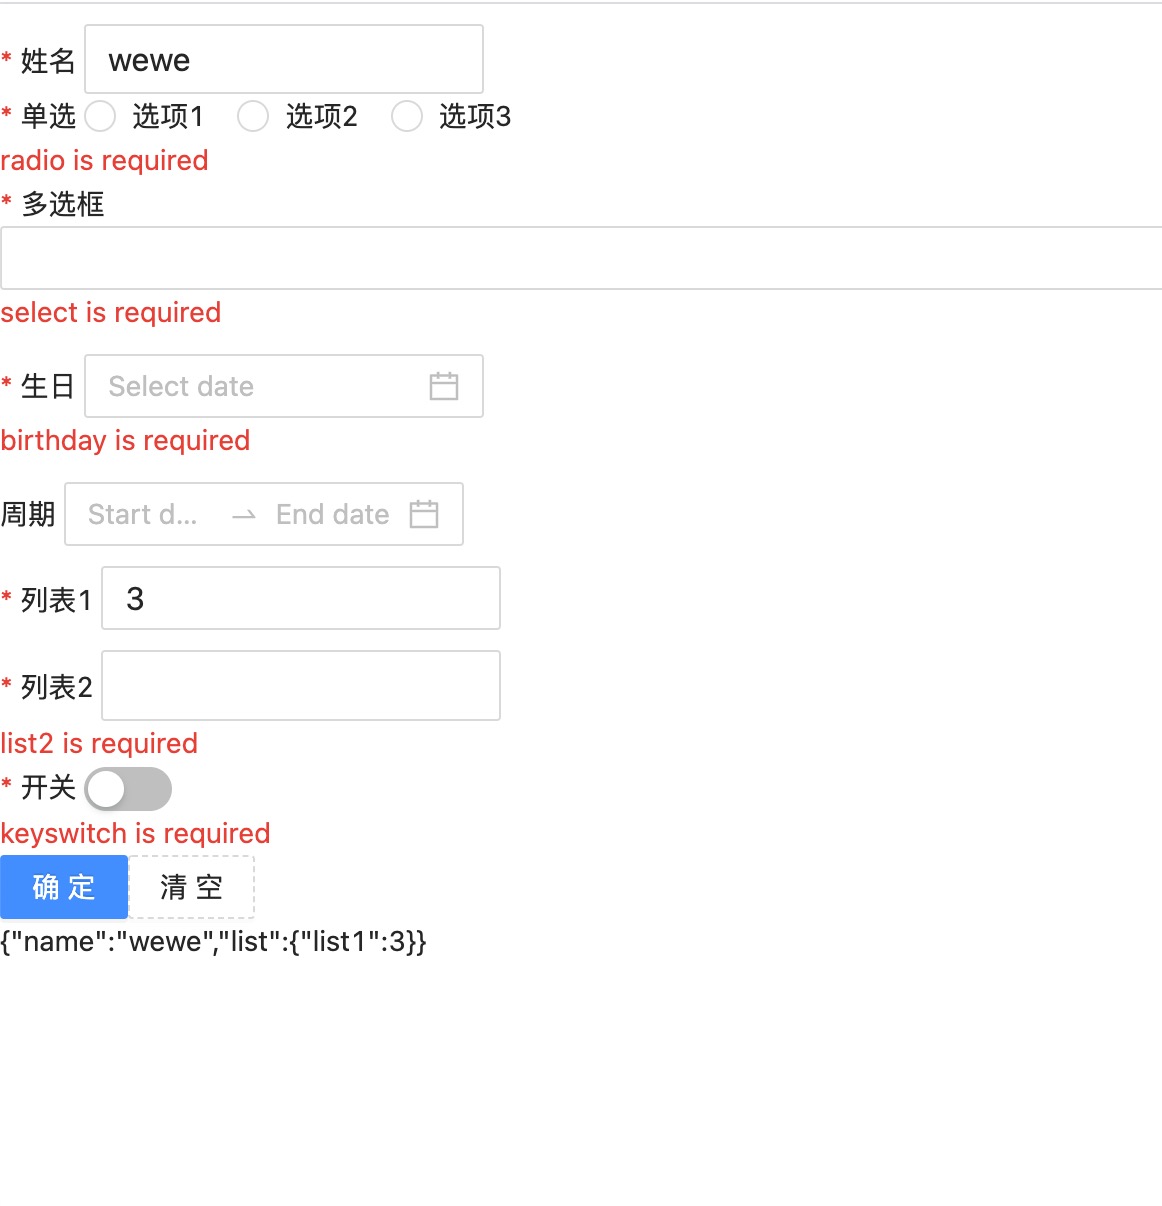 * 姓名 wewe
* 单选 选项1 选项2 选项3
radio is required
* 多选框
select is required
* 生日 Select date
birthday is required
周期 Start d... → End date
* 列表1 3
* 列表2
list2 is required
* 开关
keyswitch is required
确 定 清 空
{"name":"wewe","list":{"list1":3}}